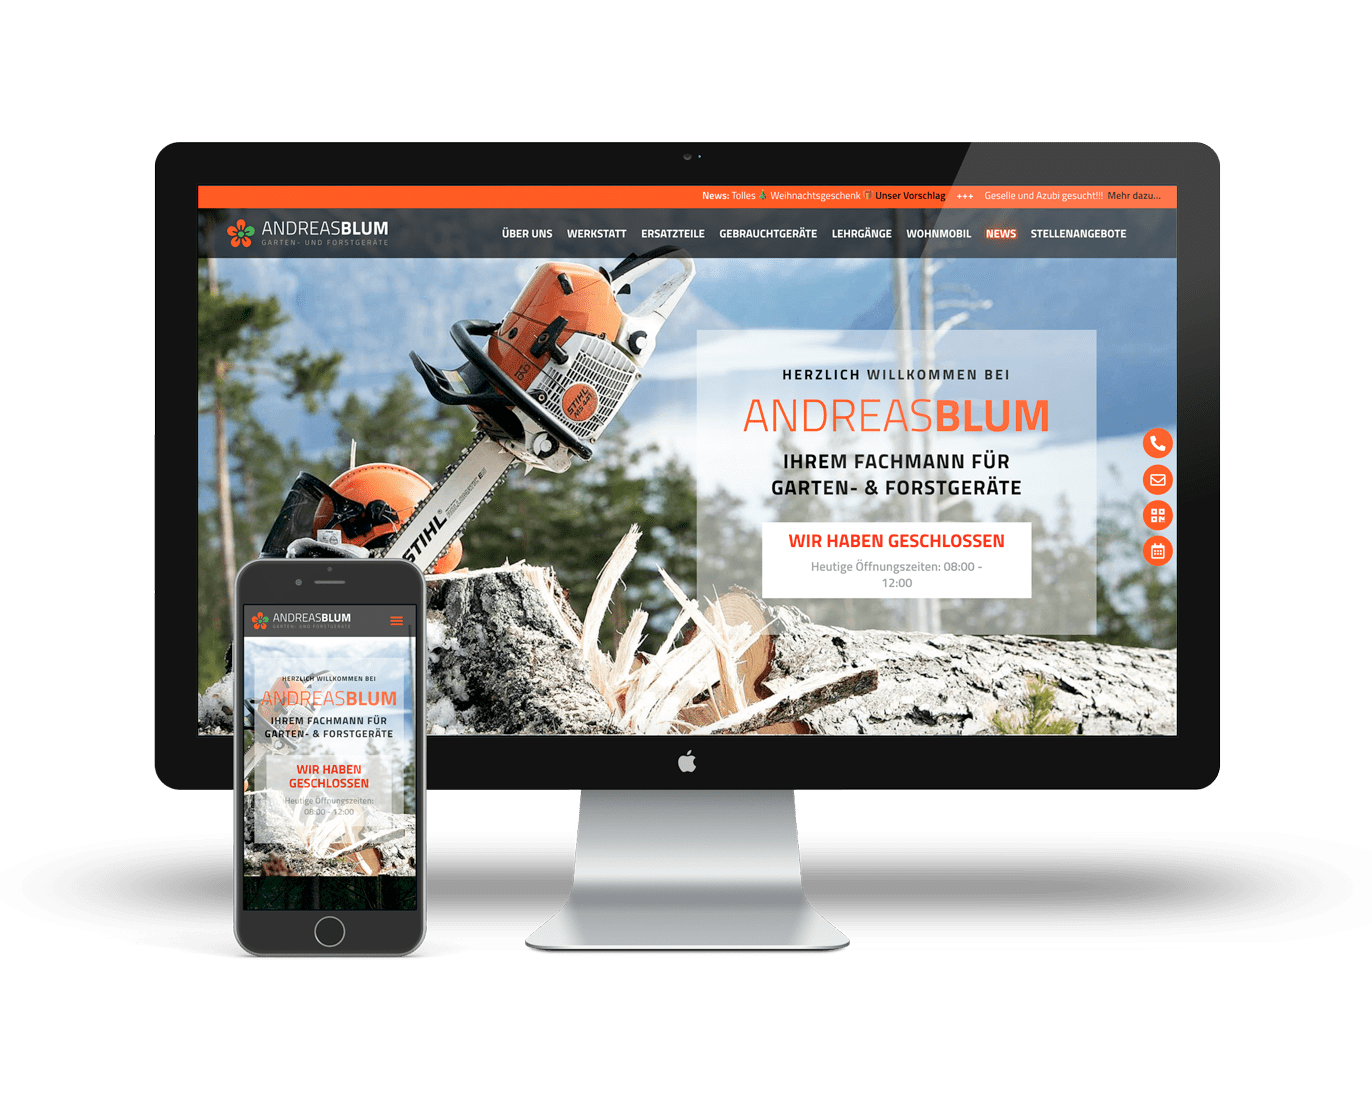 News: Tolles Weihnachtsgeschenk Unser Vorschlag +++ Geselle und Azubi gesucht!!! Mehr dazu...
ANDREASBLUM
GARTEN- UND FORSTGERÄTE
ÜBER UNS WERKSTATT ERSATZTEILE GEBRAUCHTGERÄTE LEHRGÄNGE WOHNMOBIL NEWS STELLENANGEBOTE
STIHL
MS 441
STIHL
HERZLICH WILLKOMMEN BEI
ANDREASBLUM
IHREM FACHMANN FÜR
GARTEN- & FORSTGERÄTE
WIR HABEN GESCHLOSSEN
Heutige Öffnungszeiten: 08:00 -
12:00
ANDREASBLUM
GARTEN- UND FORSTGERÄTE
HERZLICH WILLKOMMEN BEI
ANDREASBLUM
IHREM FACHMANN FÜR
GARTEN- & FORSTGERÄTE
WIR HABEN
GESCHLOSSEN
Heutige Öffnungszeiten:
08:00 - 12:00